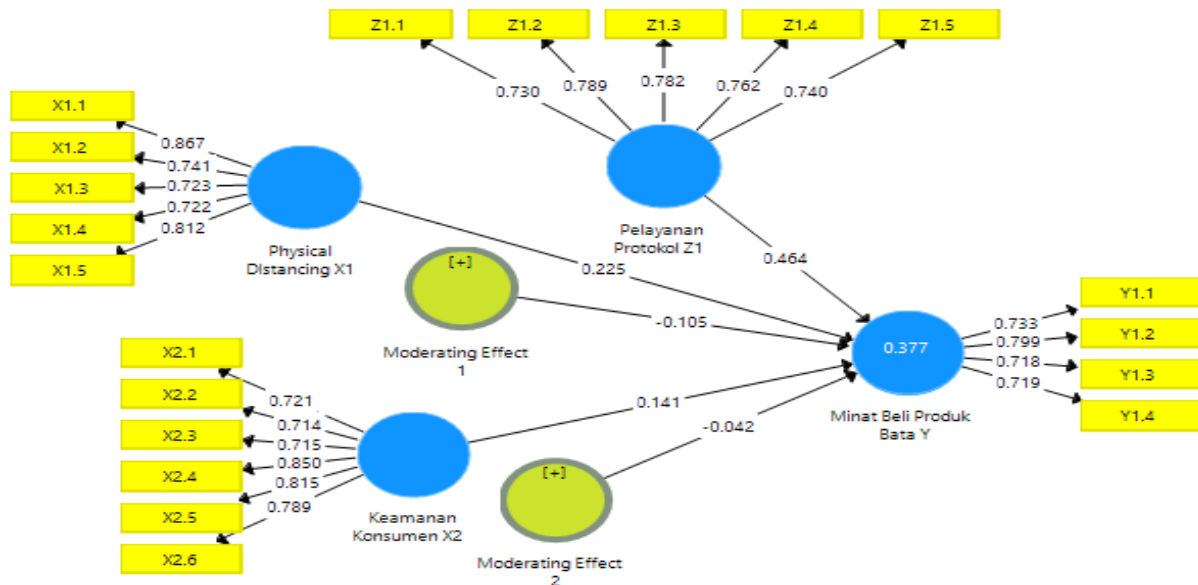 Z1.1
Z1.2
Z1.3
Z1.4
Z1.5
0.730
0.789
0.782
0.762
0.740
X1.1
X1.2
X1.3
X1.4
X1.5
0.867
0.741
0.723
0.722
0.812
Physical
Distancing X1
Pelayanan
Protokol Z1
0.225
0.464
[+]
Moderating Effect
1
-0.105
0.377
Minat Beli Produk
Bata Y
0.733
0.799
0.718
0.719
Y1.1
Y1.2
Y1.3
Y1.4
X2.1
X2.2
X2.3
X2.4
X2.5
X2.6
0.721
0.714
0.715
0.850
0.815
0.789
Keamanan
Konsumen X2
0.141
-0.042
[+]
Moderating Effect
2